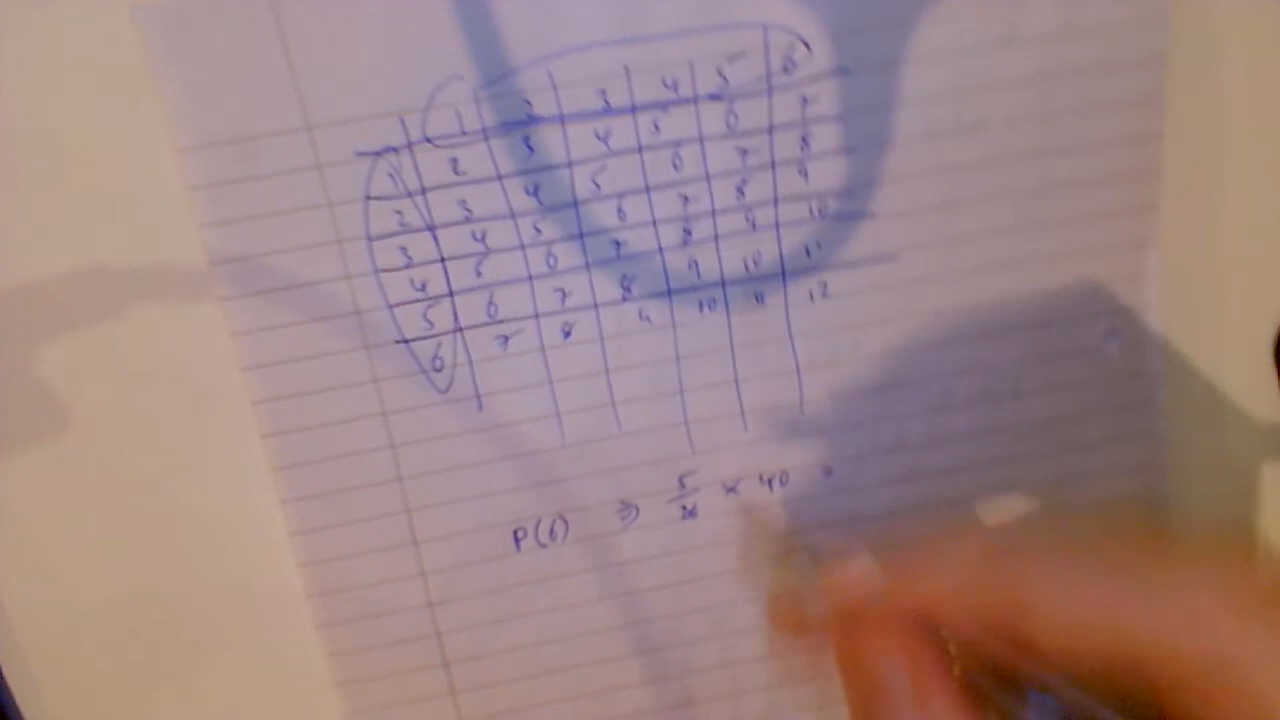 1 2 3 4 5 6
1 2 3 4 5 6 7
2 3 4 5 6 7 8
3 4 5 6 7 8 9
4 5 6 7 8 9 10
5 6 7 8 9 10 11
6 7 8 9 10 11 12
P(6) ⇒ 5/36 × 40 =